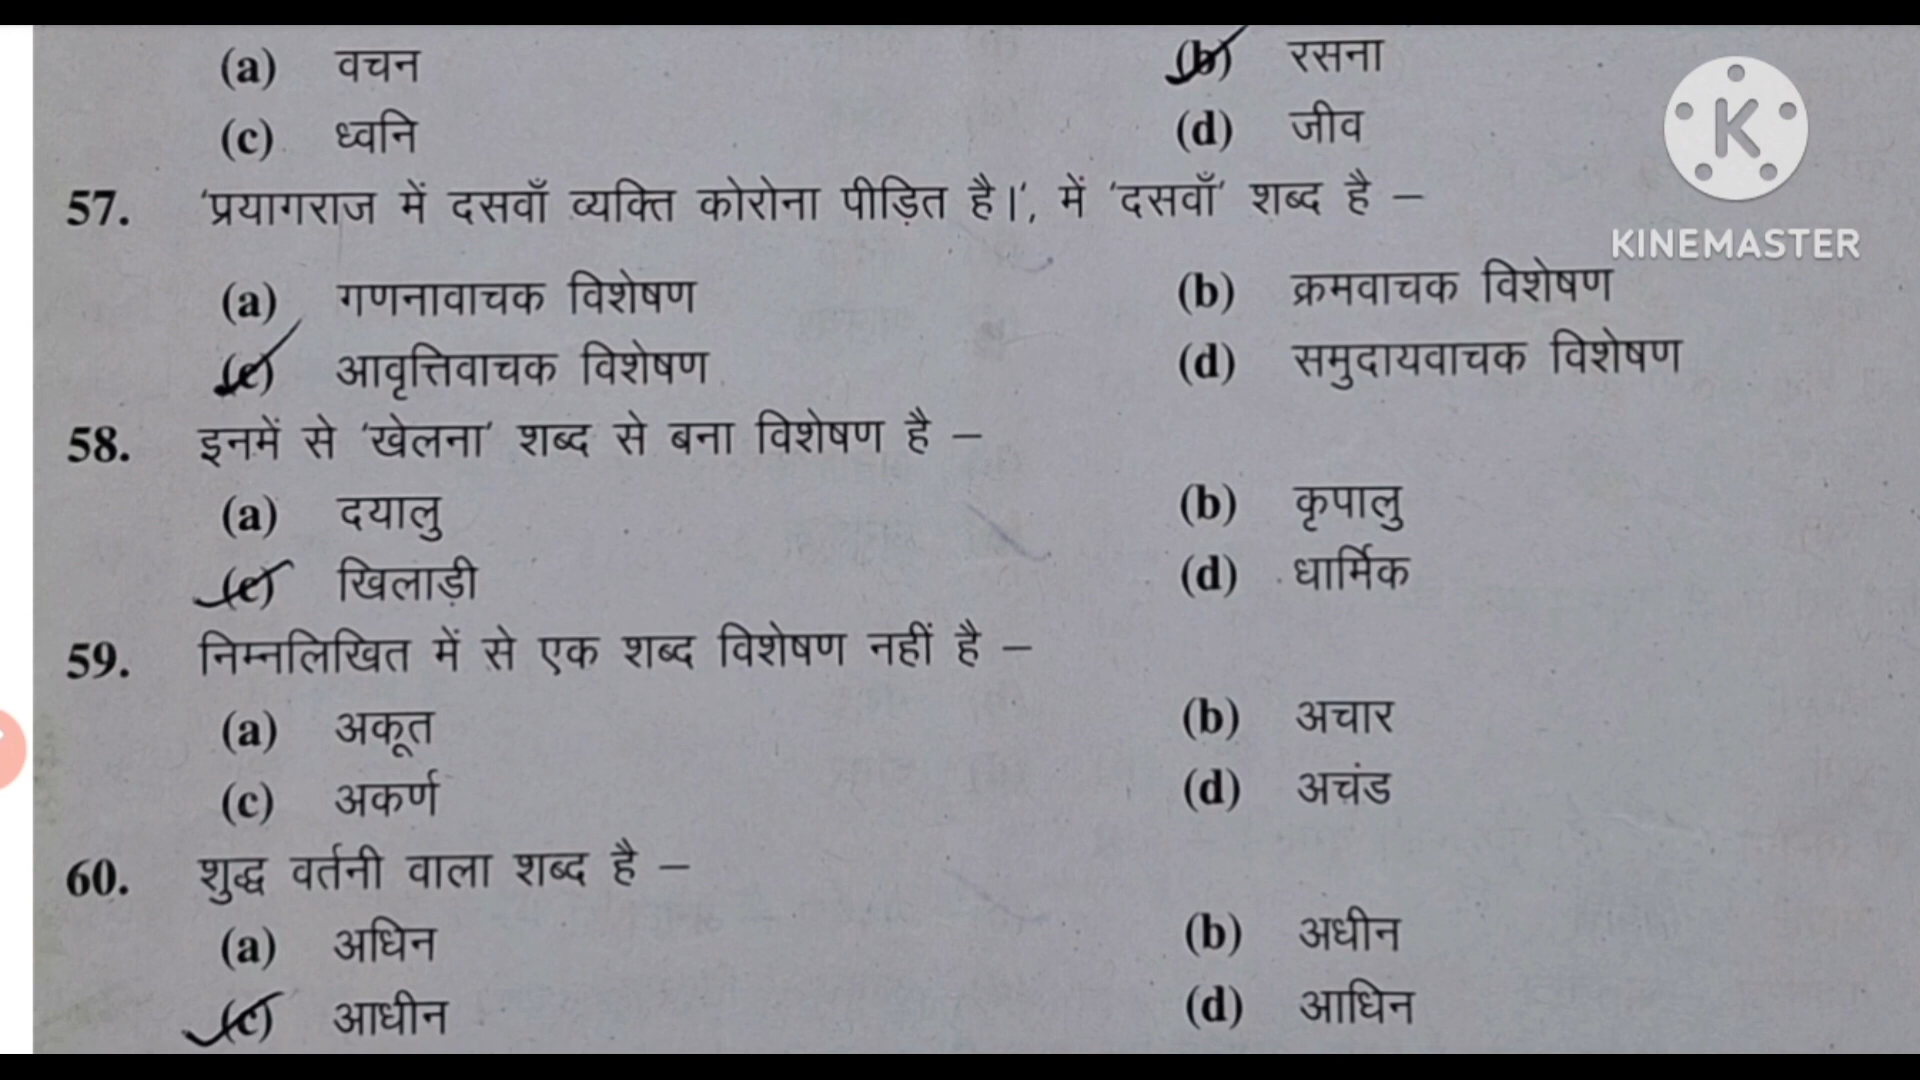 (a) वचन (b) रसना
(c) ध्वनि (d) जीव
57. 'प्रयागराज में दसवाँ व्यक्ति कोरोना पीड़ित है।', में 'दसवाँ' शब्द है –
(a) गणनावाचक विशेषण (b) क्रमवाचक विशेषण
(c) आवृत्तिवाचक विशेषण (d) समुदायवाचक विशेषण
58. इनमें से 'खेलना' शब्द से बना विशेषण है –
(a) दयालु (b) कृपालु
(c) खिलाड़ी (d) धार्मिक
59. निम्नलिखित में से एक शब्द विशेषण नहीं है –
(a) अकूत (b) अचार
(c) अकर्ण (d) अचंड
60. शुद्ध वर्तनी वाला शब्द है –
(a) अधिन (b) अधीन
(c) आधीन (d) आधिन
K
KINEMASTER